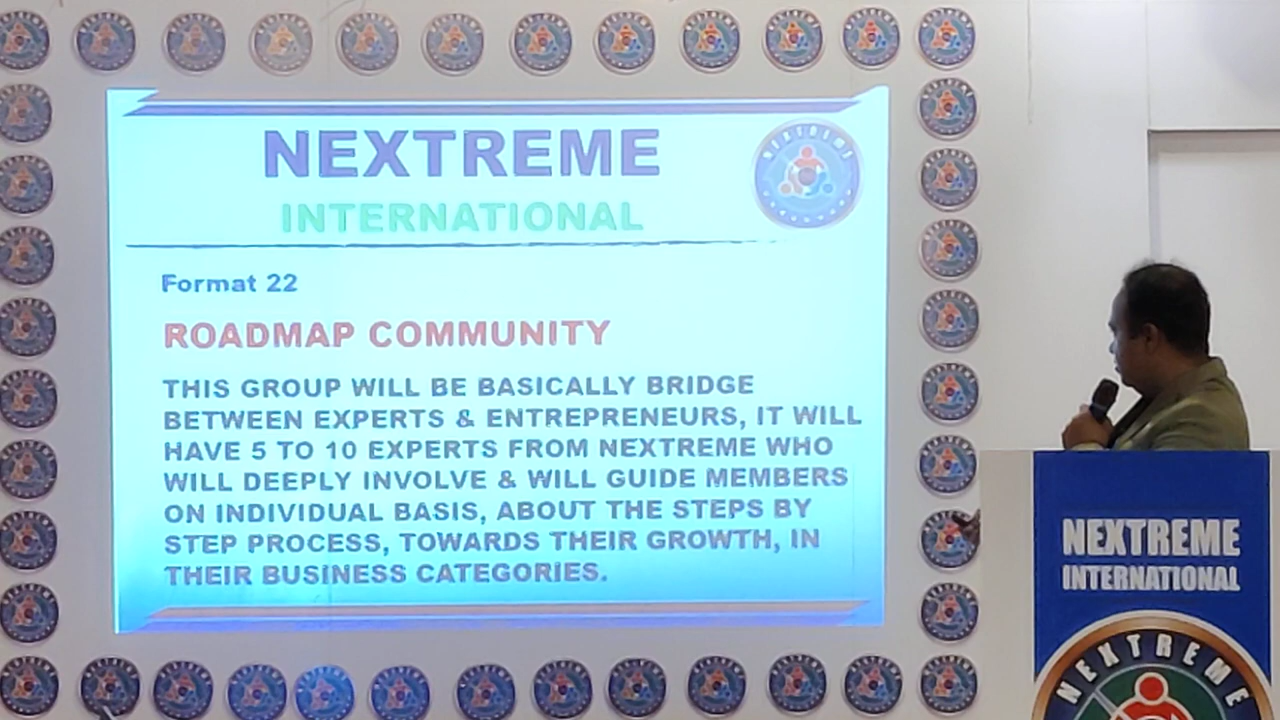 NEXTREME
INTERNATIONAL
NEXTREME
Format 22
ROADMAP COMMUNITY
THIS GROUP WILL BE BASICALLY BRIDGE
BETWEEN EXPERTS & ENTREPRENEURS, IT WILL
HAVE 5 TO 10 EXPERTS FROM NEXTREME WHO
WILL DEEPLY INVOLVE & WILL GUIDE MEMBERS
ON INDIVIDUAL BASIS, ABOUT THE STEPS BY
STEP PROCESS, TOWARDS THEIR GROWTH, IN
THEIR BUSINESS CATEGORIES.
NEXTREME
INTERNATIONAL
NEXTREME